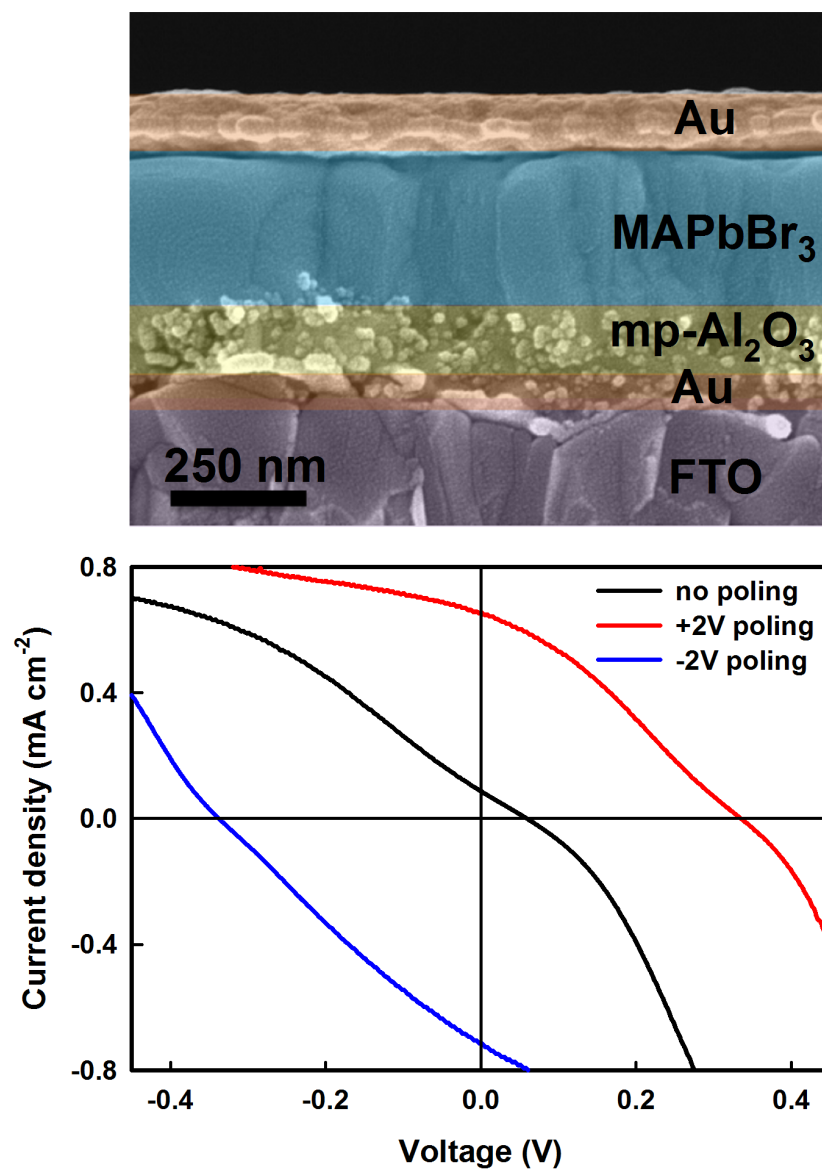 Au
MAPbBr₃
mp-Al₂O₃
Au
250 nm
FTO
0.8
0.4
0.0
-0.4
-0.8
Current density (mA cm⁻²)
no poling
+2V poling
-2V poling
-0.4
-0.2
0.0
0.2
0.4
Voltage (V)